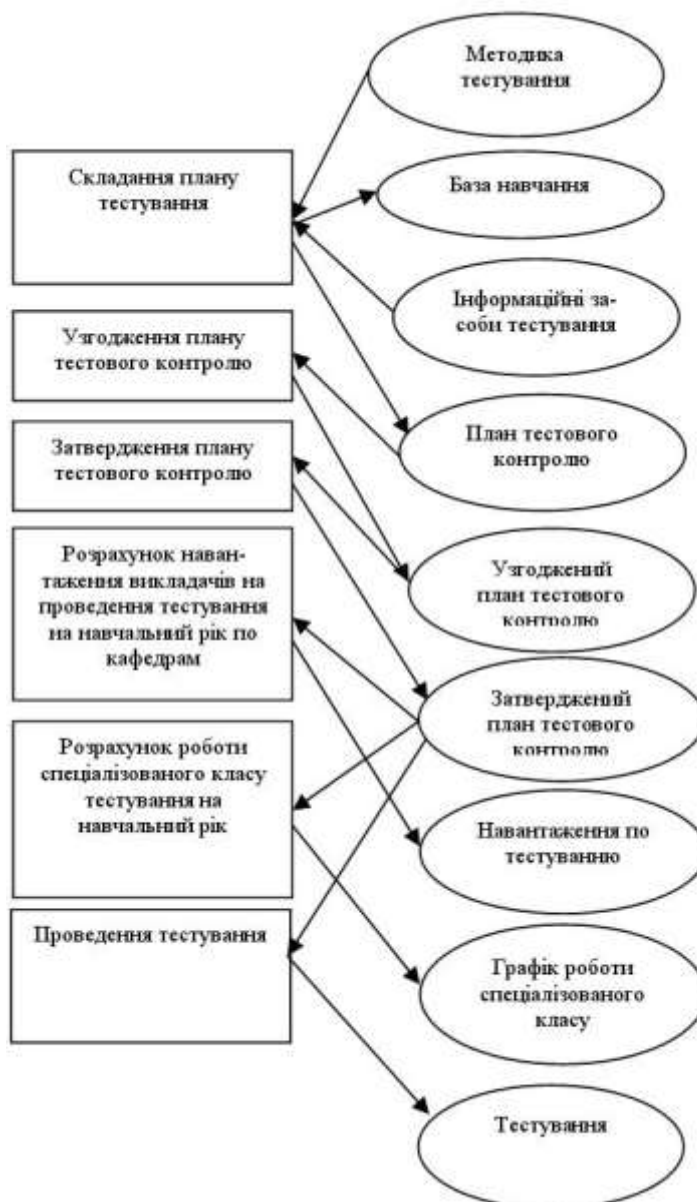 Методика
тестування
Складання плану
тестування
База навчання
Інформаційні за-
соби тестування
Узгодження плану
тестового контролю
План тестового
контролю
Затвердження плану
тестового контролю
Розрахунок наван-
таження викладачів на
проведення тестування
на навчальний рік по
кафедрам
Узгоджений
план тестового
контролю
Затверджений
план тестового
контролю
Розрахунок роботи
спеціалізованого класу
тестування на
навчальний рік
Навантаження по
тестуванню
Проведення тестування
Графік роботи
спеціалізованого
класу
Тестування